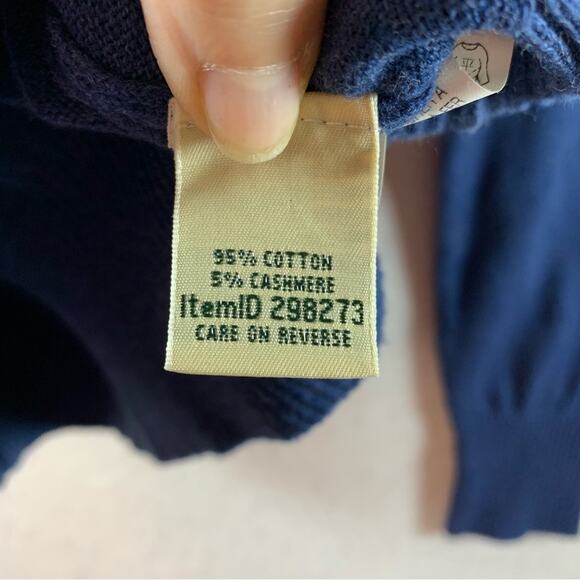 95% COTTON
5% CASHMERE
ItemID 298273
CARE ON REVERSE